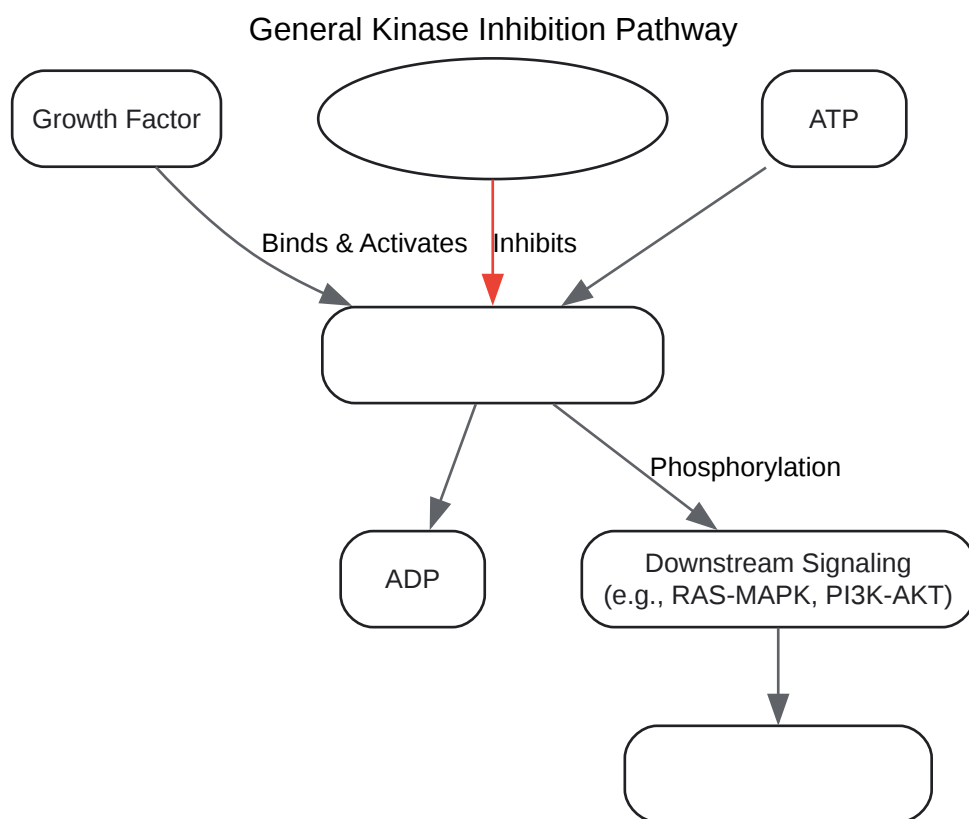 General Kinase Inhibition Pathway
Growth Factor
ATP
Binds & Activates
Inhibits
Phosphorylation
ADP
Downstream Signaling
(e.g., RAS-MAPK, PI3K-AKT)